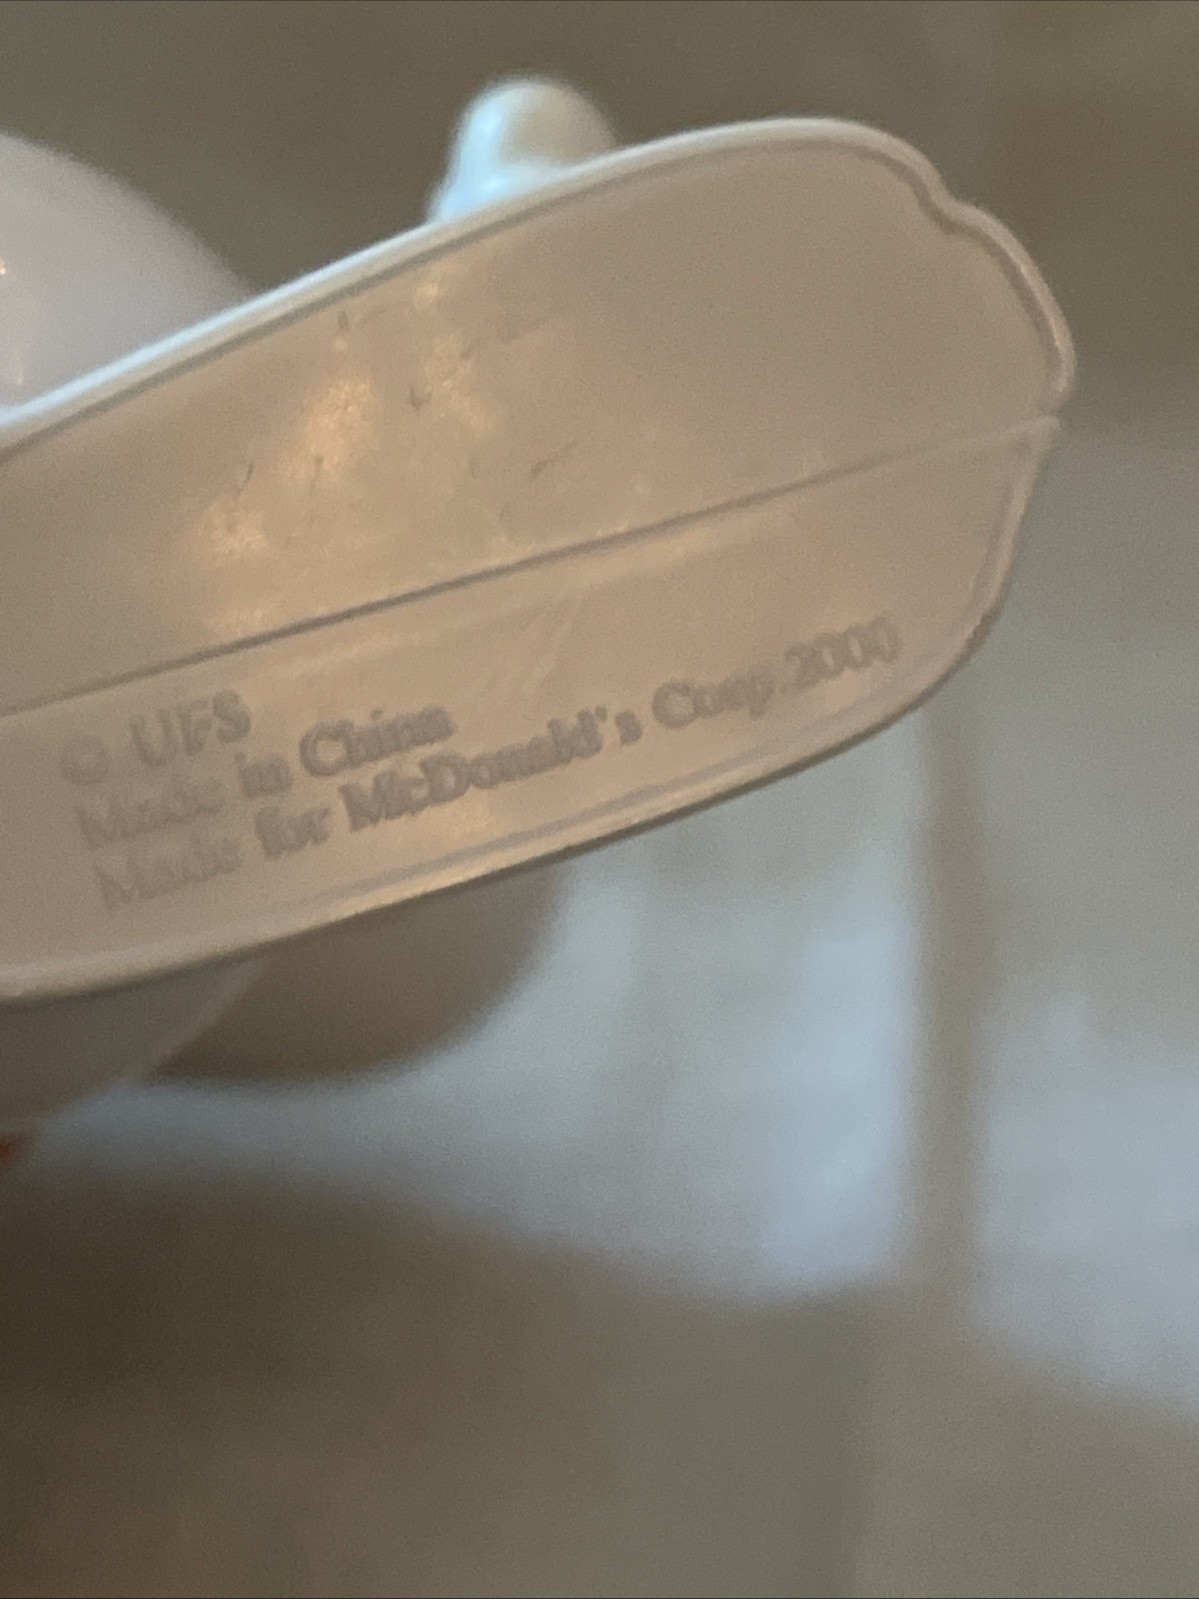 © UFS
Made in China
Made for McDonald's Corp. 2000